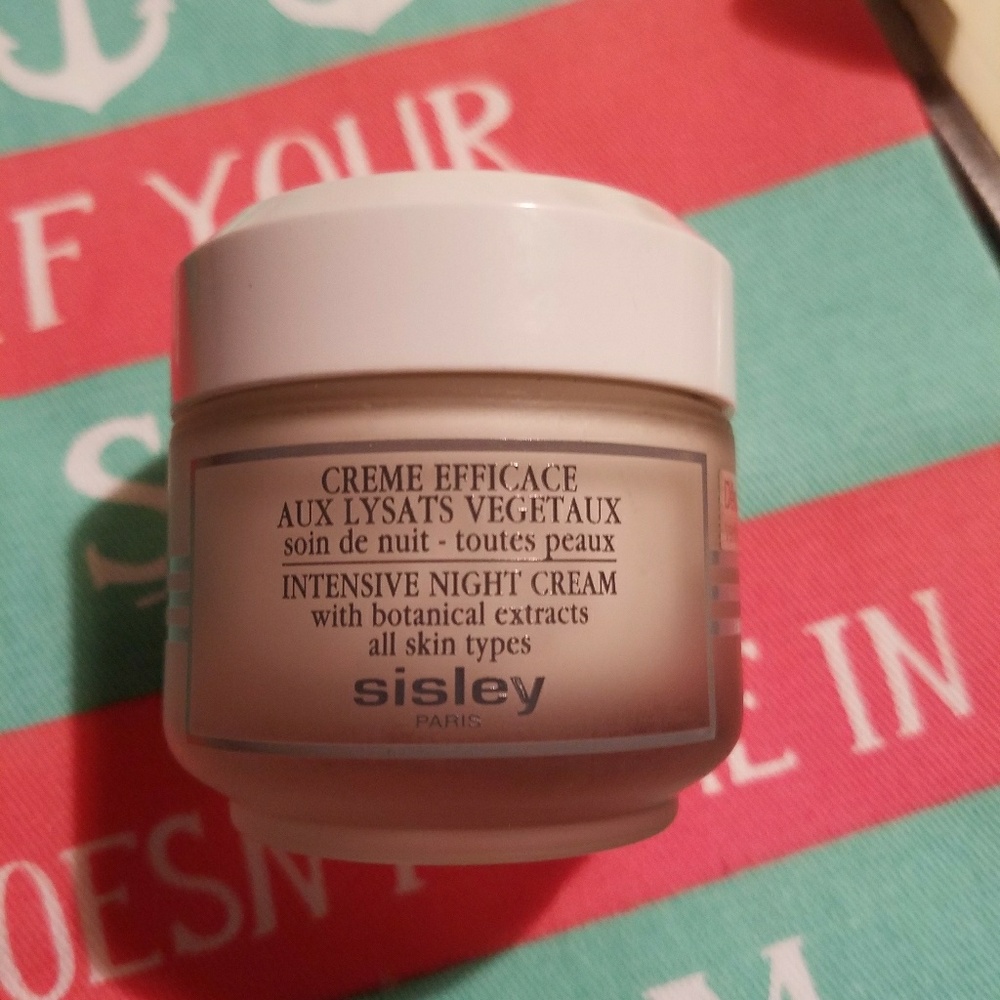 F YOUR
S
CREME EFFICACE
AUX LYSATS VEGETAUX
soin de nuit - toutes peaux
INTENSIVE NIGHT CREAM
with botanical extracts
all skin types
sisley
PARIS
IN